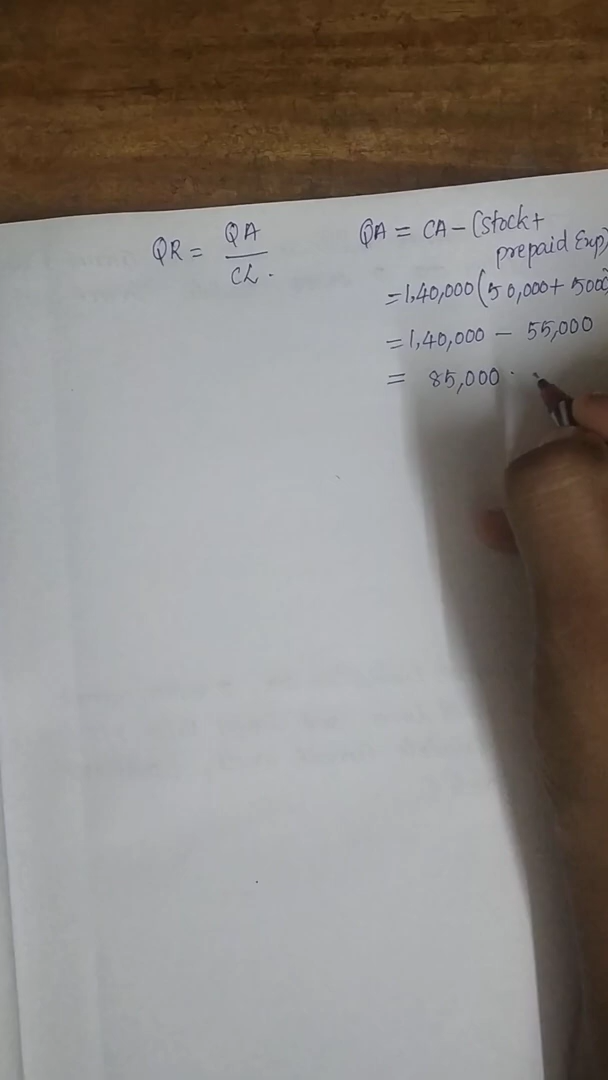 QR = QA / CL.
QA = CA - (Stock +
prepaid Exp)
= 1,40,000 (50,000 + 5000
= 1,40,000 - 55,000
= 85,000.